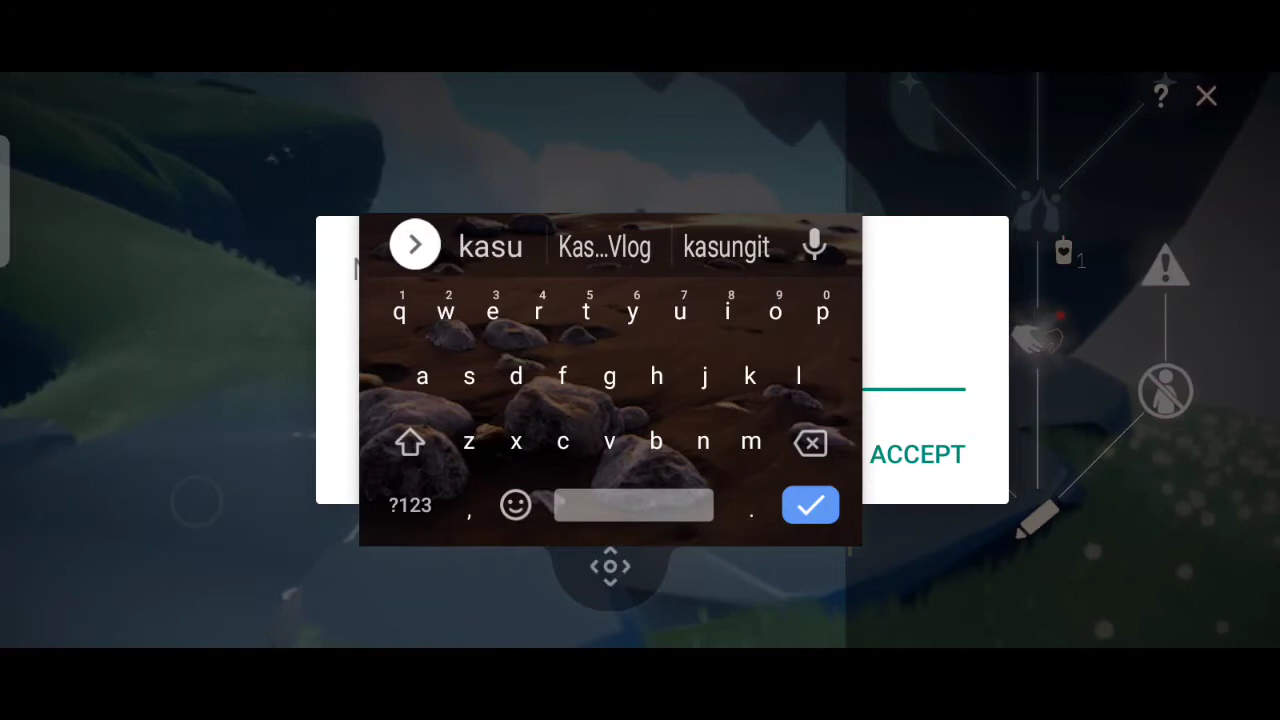 ?
kasu Kas...Vlog kasungit
1 2 3 4 5 6 7 8 9 0
q w e r t y u i o p
1
a s d f g h j k l
z x c v b n m
ACCEPT
?123 , .